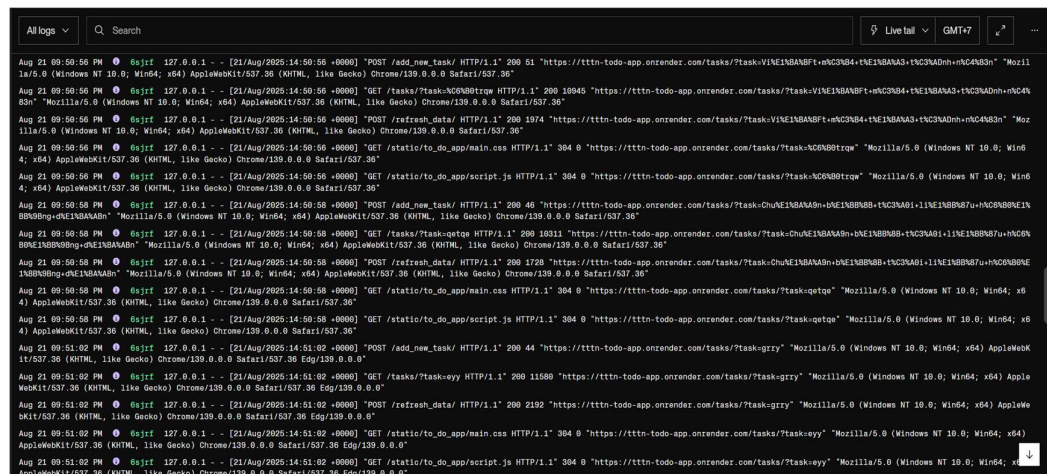 All logs
Search
Live tail
GMT+7
Aug 21 09:50:56 PM 6sjrf 127.0.0.1 - - [21/Aug/2025:14:50:56 +0000] "POST /add_new_task/ HTTP/1.1" 200 51 "https://tttn-todo-app.onrender.com/tasks/?task=Vi%E1%BA%BFt+m%C3%B4+t%E1%BA%A3+t%C3%ADnh+n%C4%83n" "Mozil
la/5.0 (Windows NT 10.0; Win64; x64) AppleWebKit/537.36 (KHTML, like Gecko) Chrome/139.0.0.0 Safari/537.36"
Aug 21 09:50:56 PM 6sjrf 127.0.0.1 - - [21/Aug/2025:14:50:56 +0000] "GET /tasks/?task=%C6%B0trqw HTTP/1.1" 200 10945 "https://tttn-todo-app.onrender.com/tasks/?task=Vi%E1%BA%BFt+m%C3%B4+t%E1%BA%A3+t%C3%ADnh+n%C4%
83n" "Mozilla/5.0 (Windows NT 10.0; Win64; x64) AppleWebKit/537.36 (KHTML, like Gecko) Chrome/139.0.0.0 Safari/537.36"
Aug 21 09:50:56 PM 6sjrf 127.0.0.1 - - [21/Aug/2025:14:50:56 +0000] "POST /refresh_data/ HTTP/1.1" 200 1974 "https://tttn-todo-app.onrender.com/tasks/?task=Vi%E1%BA%BFt+m%C3%B4+t%E1%BA%A3+t%C3%ADnh+n%C4%83n" "Moz
illa/5.0 (Windows NT 10.0; Win64; x64) AppleWebKit/537.36 (KHTML, like Gecko) Chrome/139.0.0.0 Safari/537.36"
Aug 21 09:50:56 PM 6sjrf 127.0.0.1 - - [21/Aug/2025:14:50:56 +0000] "GET /static/to_do_app/main.css HTTP/1.1" 304 0 "https://tttn-todo-app.onrender.com/tasks/?task=%C6%B0trqw" "Mozilla/5.0 (Windows NT 10.0; Win6
4; x64) AppleWebKit/537.36 (KHTML, like Gecko) Chrome/139.0.0.0 Safari/537.36"
Aug 21 09:50:56 PM 6sjrf 127.0.0.1 - - [21/Aug/2025:14:50:56 +0000] "GET /static/to_do_app/script.js HTTP/1.1" 304 0 "https://tttn-todo-app.onrender.com/tasks/?task=%C6%B0trqw" "Mozilla/5.0 (Windows NT 10.0; Win6
4; x64) AppleWebKit/537.36 (KHTML, like Gecko) Chrome/139.0.0.0 Safari/537.36"
Aug 21 09:50:58 PM 6sjrf 127.0.0.1 - - [21/Aug/2025:14:50:58 +0000] "POST /add_new_task/ HTTP/1.1" 200 46 "https://tttn-todo-app.onrender.com/tasks/?task=Chu%E1%BA%A9n+b%E1%BB%8B+t%C3%A0i+li%E1%BB%87u+h%C6%B0%E1%
BB%9Bng+d%E1%BA%ABn" "Mozilla/5.0 (Windows NT 10.0; Win64; x64) AppleWebKit/537.36 (KHTML, like Gecko) Chrome/139.0.0.0 Safari/537.36"
Aug 21 09:50:58 PM 6sjrf 127.0.0.1 - - [21/Aug/2025:14:50:58 +0000] "GET /tasks/?task=qetqe HTTP/1.1" 200 10311 "https://tttn-todo-app.onrender.com/tasks/?task=Chu%E1%BA%A9n+b%E1%BB%8B+t%C3%A0i+li%E1%BB%87u+h%C6%
B0%E1%BB%9Bng+d%E1%BA%ABn" "Mozilla/5.0 (Windows NT 10.0; Win64; x64) AppleWebKit/537.36 (KHTML, like Gecko) Chrome/139.0.0.0 Safari/537.36"
Aug 21 09:50:58 PM 6sjrf 127.0.0.1 - - [21/Aug/2025:14:50:58 +0000] "POST /refresh_data/ HTTP/1.1" 200 1728 "https://tttn-todo-app.onrender.com/tasks/?task=Chu%E1%BA%A9n+b%E1%BB%8B+t%C3%A0i+li%E1%BB%87u+h%C6%B0%E
1%BB%9Bng+d%E1%BA%ABn" "Mozilla/5.0 (Windows NT 10.0; Win64; x64) AppleWebKit/537.36 (KHTML, like Gecko) Chrome/139.0.0.0 Safari/537.36"
Aug 21 09:50:58 PM 6sjrf 127.0.0.1 - - [21/Aug/2025:14:50:58 +0000] "GET /static/to_do_app/main.css HTTP/1.1" 304 0 "https://tttn-todo-app.onrender.com/tasks/?task=qetqe" "Mozilla/5.0 (Windows NT 10.0; Win64; x6
4) AppleWebKit/537.36 (KHTML, like Gecko) Chrome/139.0.0.0 Safari/537.36"
Aug 21 09:50:58 PM 6sjrf 127.0.0.1 - - [21/Aug/2025:14:50:58 +0000] "GET /static/to_do_app/script.js HTTP/1.1" 304 0 "https://tttn-todo-app.onrender.com/tasks/?task=qetqe" "Mozilla/5.0 (Windows NT 10.0; Win64; x6
4) AppleWebKit/537.36 (KHTML, like Gecko) Chrome/139.0.0.0 Safari/537.36"
Aug 21 09:51:02 PM 6sjrf 127.0.0.1 - - [21/Aug/2025:14:51:02 +0000] "POST /add_new_task/ HTTP/1.1" 200 44 "https://tttn-todo-app.onrender.com/tasks/?task=grry" "Mozilla/5.0 (Windows NT 10.0; Win64; x64) AppleWebK
it/537.36 (KHTML, like Gecko) Chrome/139.0.0.0 Safari/537.36 Edg/139.0.0.0"
Aug 21 09:51:02 PM 6sjrf 127.0.0.1 - - [21/Aug/2025:14:51:02 +0000] "GET /tasks/?task=eyy HTTP/1.1" 200 11580 "https://tttn-todo-app.onrender.com/tasks/?task=grry" "Mozilla/5.0 (Windows NT 10.0; Win64; x64) Apple
WebKit/537.36 (KHTML, like Gecko) Chrome/139.0.0.0 Safari/537.36 Edg/139.0.0.0"
Aug 21 09:51:02 PM 6sjrf 127.0.0.1 - - [21/Aug/2025:14:51:02 +0000] "POST /refresh_data/ HTTP/1.1" 200 2192 "https://tttn-todo-app.onrender.com/tasks/?task=grry" "Mozilla/5.0 (Windows NT 10.0; Win64; x64) AppleWe
bKit/537.36 (KHTML, like Gecko) Chrome/139.0.0.0 Safari/537.36 Edg/139.0.0.0"
Aug 21 09:51:02 PM 6sjrf 127.0.0.1 - - [21/Aug/2025:14:51:02 +0000] "GET /static/to_do_app/main.css HTTP/1.1" 304 0 "https://tttn-todo-app.onrender.com/tasks/?task=eyy" "Mozilla/5.0 (Windows NT 10.0; Win64; x64)
AppleWebKit/537.36 (KHTML, like Gecko) Chrome/139.0.0.0 Safari/537.36 Edg/139.0.0.0"
Aug 21 09:51:02 PM 6sjrf 127.0.0.1 - - [21/Aug/2025:14:51:02 +0000] "GET /static/to_do_app/script.js HTTP/1.1" 304 0 "https://tttn-todo-app.onrender.com/tasks/?task=eyy" "Mozilla/5.0 (Windows NT 10.0; Win64;
AppleWebKit/537.36 (KHTML, like Gecko) Chrome/139.0.0.0 Safari/537.36 Edg/139.0.0.0"